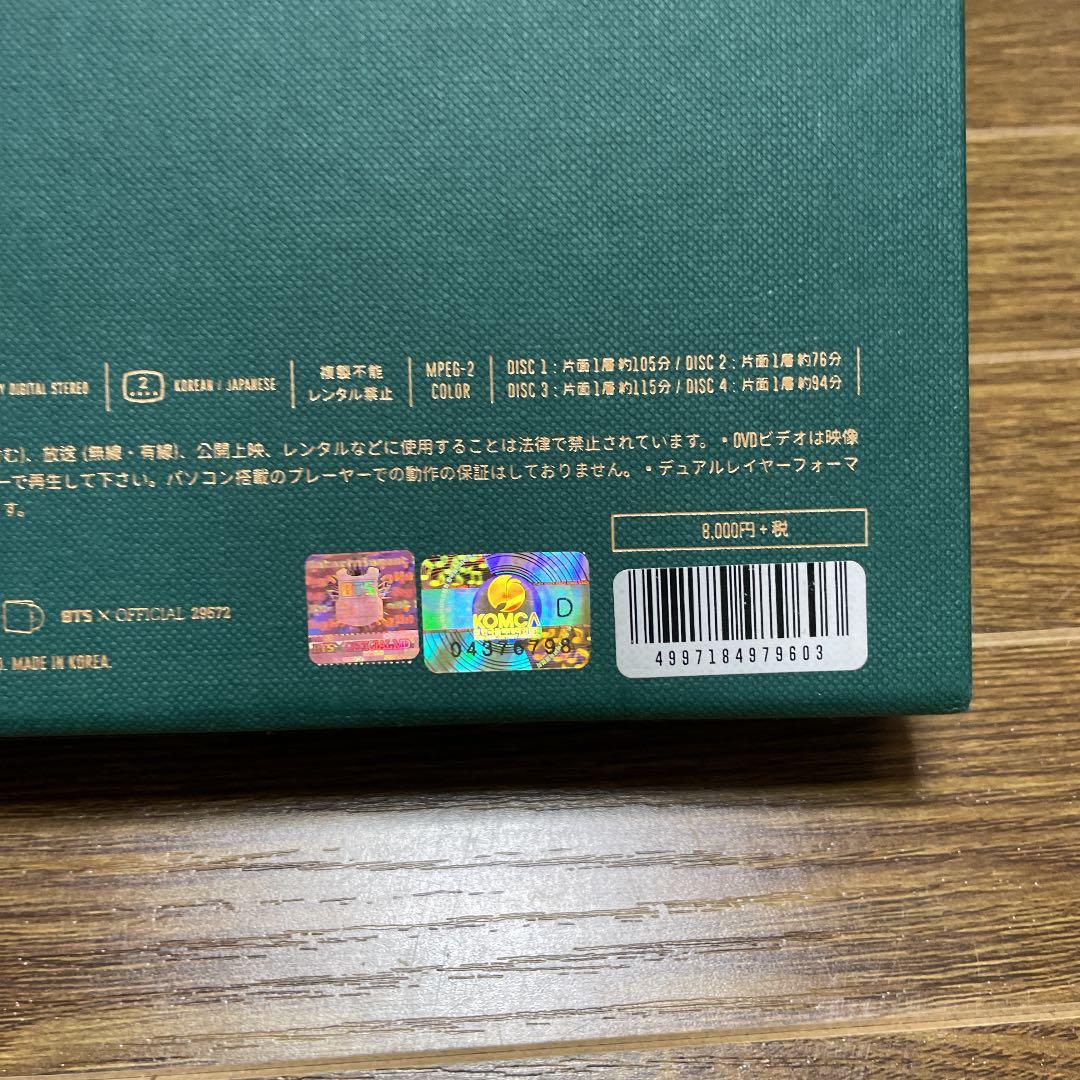 Y DIGITAL STEREO
2
KOREAN / JAPANESE
複製不能
レンタル禁止
MPEG-2
COLOR
DISC 1 : 片面1層 約105分 / DISC 2 : 片面1層 約76分
DISC 3 : 片面1層 約115分 / DISC 4 : 片面1層 約94分
む)、放送 (無線・有線)、公開上映、レンタルなどに使用することは法律で禁止されています。 • DVDビデオは映像
ーで再生して下さい。パソコン搭載のプレーヤーでの動作の保証はしておりません。 • デュアルレイヤーフォーマ
す。
8,000円 + 税
BTS × OFFICIAL 29572
MADE IN KOREA
BTS
KOMCA
D
04376798
4997184979603